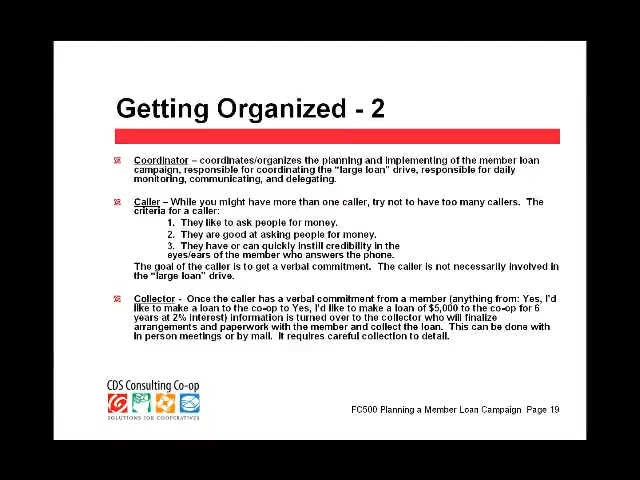 Getting Organized - 2
Coordinator – coordinates/organizes the planning and implementing of the member loan
campaign, responsible for coordinating the "large loan" drive, responsible for daily
monitoring, communicating, and delegating.
Caller – While you might have more than one caller, try not to have too many callers. The
criteria for a caller:
1. They like to ask people for money.
2. They are good at asking people for money.
3. They have or can quickly instill credibility in the
eyes/ears of the member who answers the phone.
The goal of the caller is to get a verbal commitment. The caller is not necessarily involved in
the "large loan" drive.
Collector - Once the caller has a verbal commitment from a member (anything from: Yes, I'd
like to make a loan to the co-op to Yes, I'd like to make a loan of $5,000 to the co-op for 6
years at 2% interest) information is turned over to the collector who will finalize
arrangements and paperwork with the member and collect the loan. This can be done with
in person meetings or by mail. It requires careful collection to detail.
CDS Consulting Co-op
SOLUTIONS FOR COOPERATIVES
FC500 Planning a Member Loan Campaign Page 19